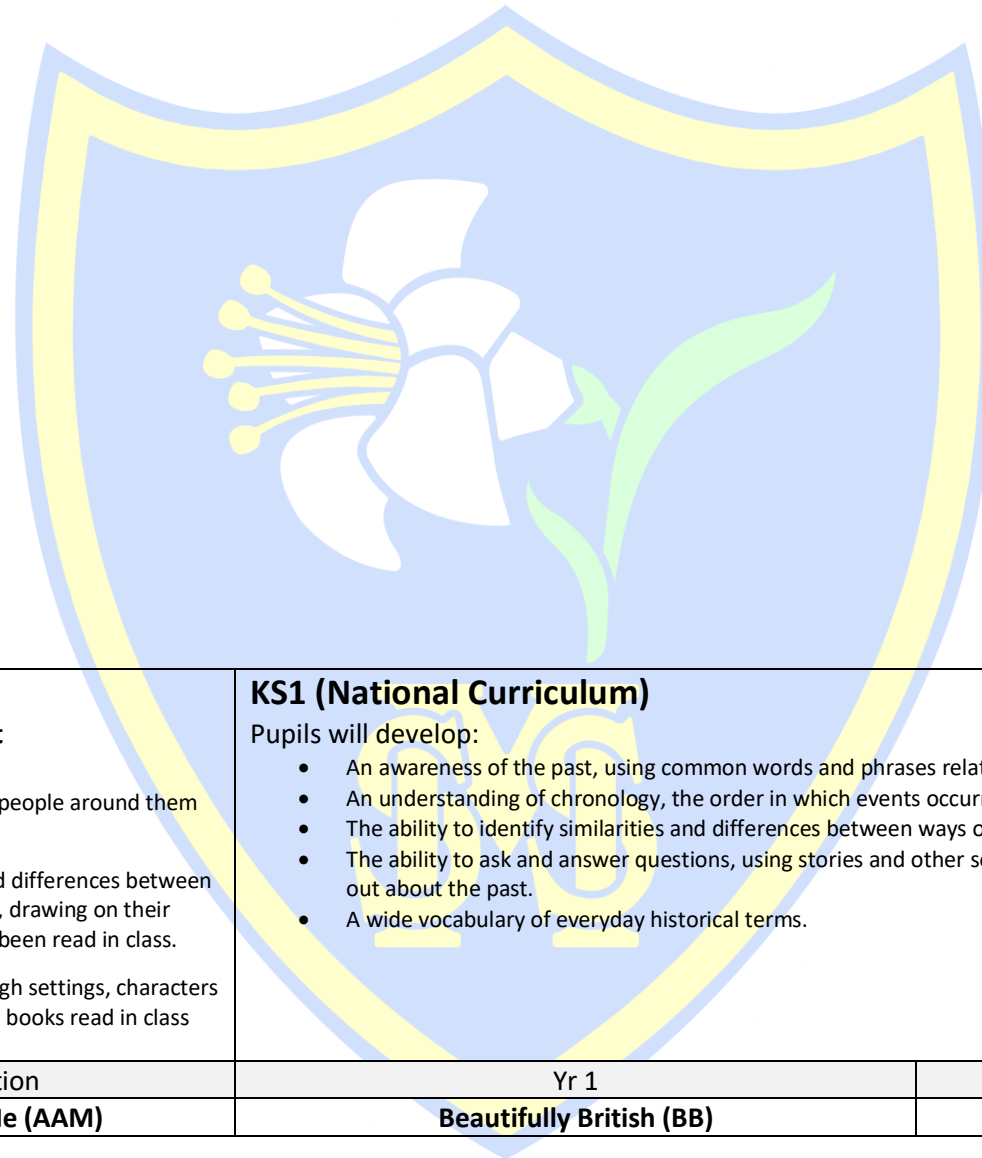 people around them
d differences between
, drawing on their
been read in class.
gh settings, characters
books read in class
KS1 (National Curriculum)
Pupils will develop:
• An awareness of the past, using common words and phrases relat
• An understanding of chronology, the order in which events occurr
• The ability to identify similarities and differences between ways o
• The ability to ask and answer questions, using stories and other s
out about the past.
• A wide vocabulary of everyday historical terms.
tion
Yr 1
e (AAM)
Beautifully British (BB)